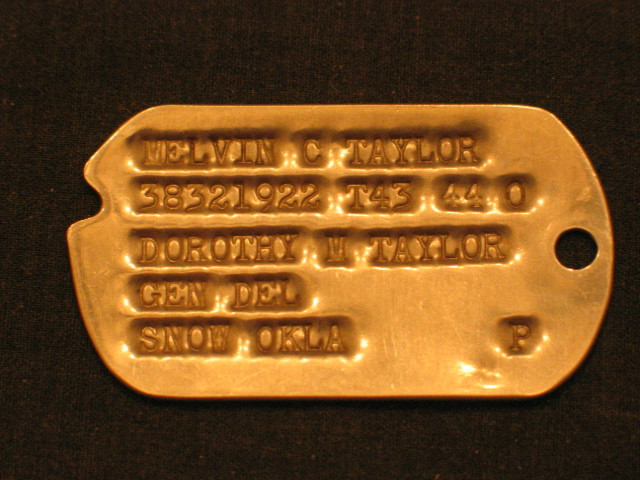 MELVIN C TAYLOR
38321922 T43 44 O
DOROTHY M TAYLOR
GEN DEL
SNOW OKLA P